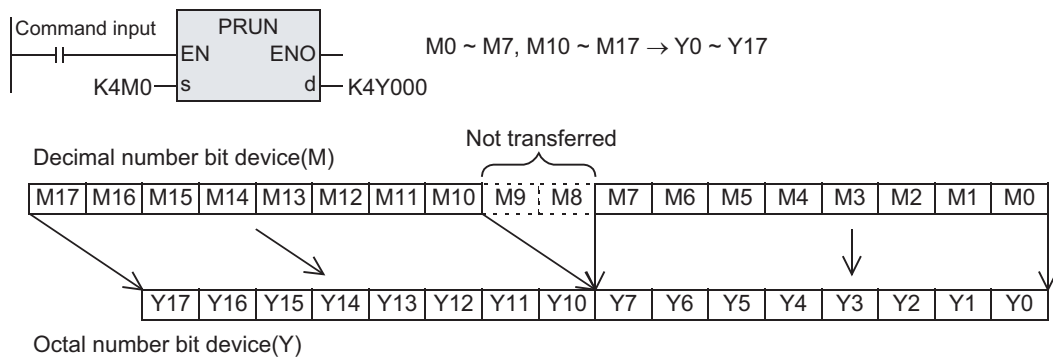 Command input
PRUN
EN ENO
M0 ~ M7, M10 ~ M17 → Y0 ~ Y17
K4M0 s d K4Y000
Not transferred
Decimal number bit device(M)
M17 M16 M15 M14 M13 M12 M11 M10 M9 M8 M7 M6 M5 M4 M3 M2 M1 M0
Y17 Y16 Y15 Y14 Y13 Y12 Y11 Y10 Y7 Y6 Y5 Y4 Y3 Y2 Y1 Y0
Octal number bit device(Y)